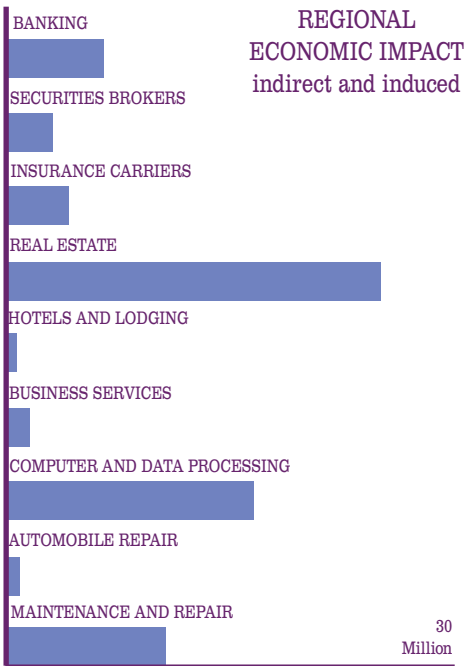 REGIONAL
ECONOMIC IMPACT
indirect and induced
BANKING
SECURITIES BROKERS
INSURANCE CARRIERS
REAL ESTATE
HOTELS AND LODGING
BUSINESS SERVICES
COMPUTER AND DATA PROCESSING
AUTOMOBILE REPAIR
MAINTENANCE AND REPAIR
30
Million